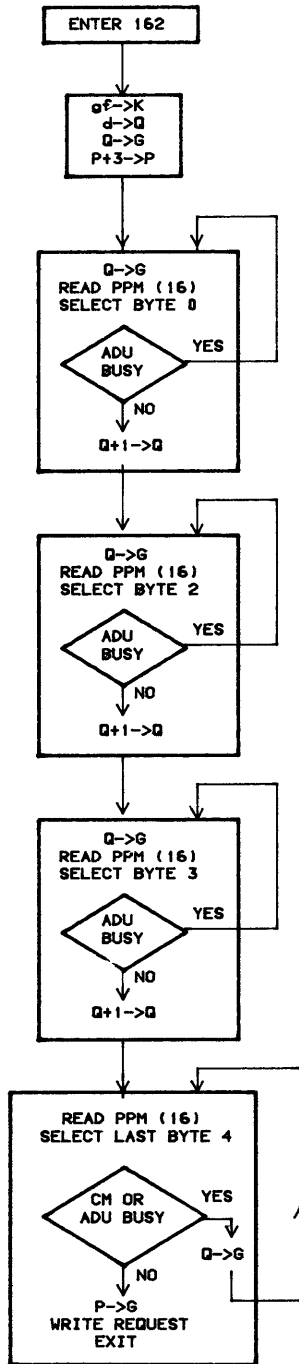 ENTER 162
gf->K
d->Q
Q->G
P+3->P
Q->G
READ PPM (16)
SELECT BYTE 0
ADU
BUSY
YES
NO
Q+1->Q
Q->G
READ PPM (16)
SELECT BYTE 2
ADU
BUSY
YES
NO
Q+1->Q
Q->G
READ PPM (16)
SELECT BYTE 3
ADU
BUSY
YES
NO
Q+1->Q
READ PPM (16)
SELECT LAST BYTE 4
CM OR
ADU BUSY
YES
Q->G
NO
P->G
WRITE REQUEST
EXIT